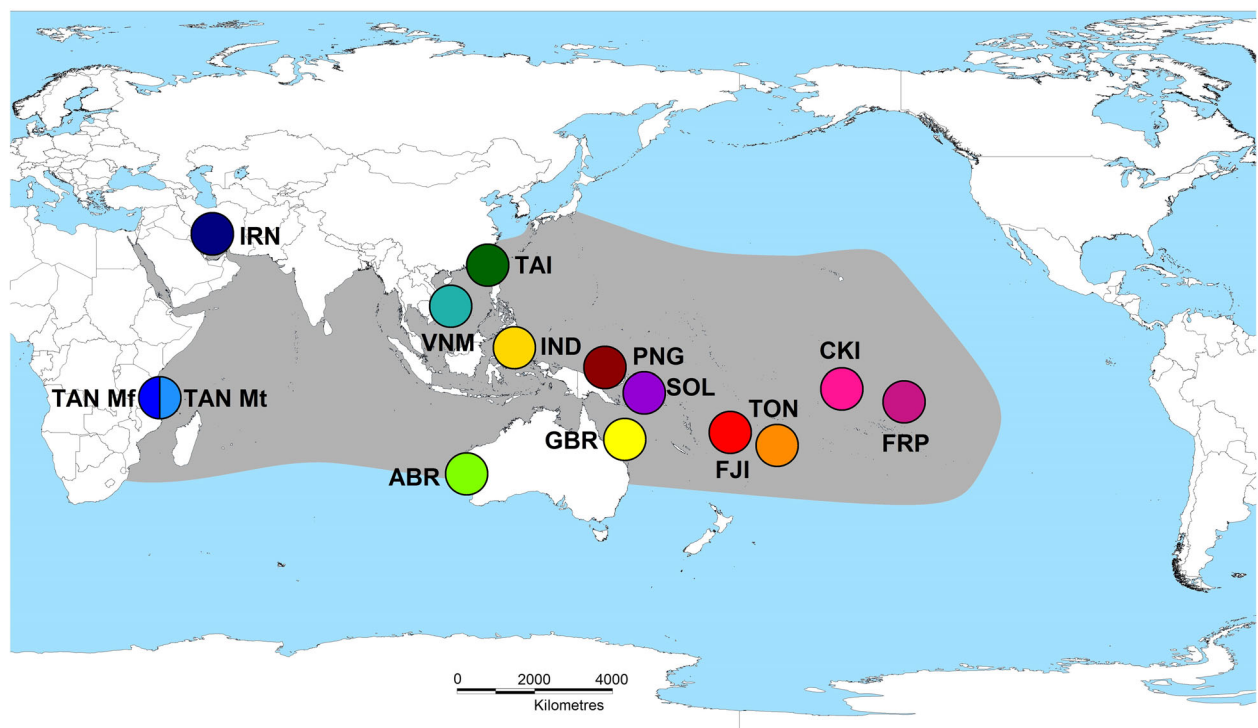 IRN
TAI
VNM
IND
PNG
SOL
CKI
TAN Mf
TAN Mt
TON
GBR
FJI
FRP
ABR
0 2000 4000
Kilometres